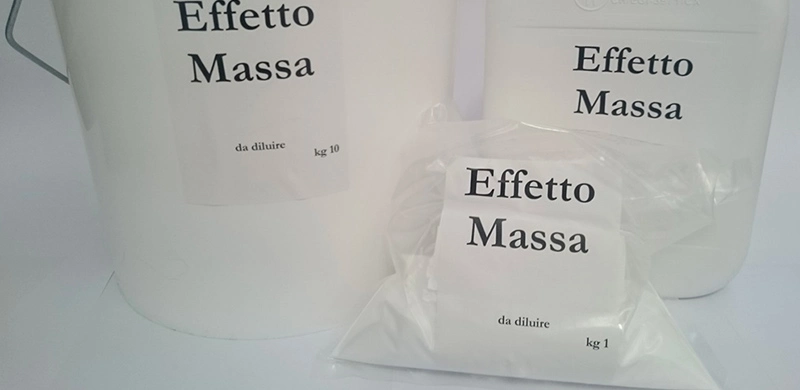 Effetto
Massa
da diluire
kg 10
Effetto
Massa
Effetto
Massa
da diluire
kg 1